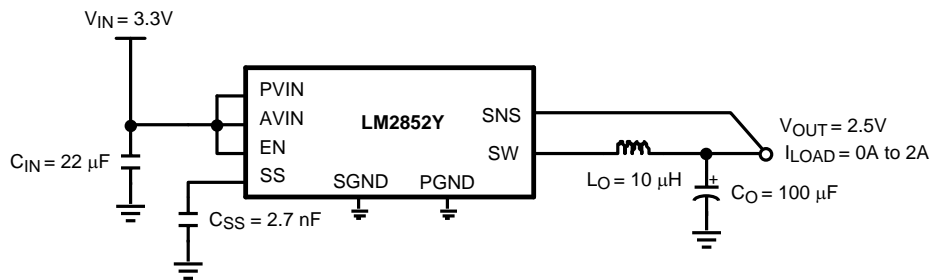 VIN = 3.3V
PVIN
AVIN
EN
SS
LM2852Y
SNS
SW
SGND
PGND
CIN = 22 μF
CSS = 2.7 nF
LO = 10 μH
VOUT = 2.5V
ILOAD = 0A to 2A
+
CO = 100 μF